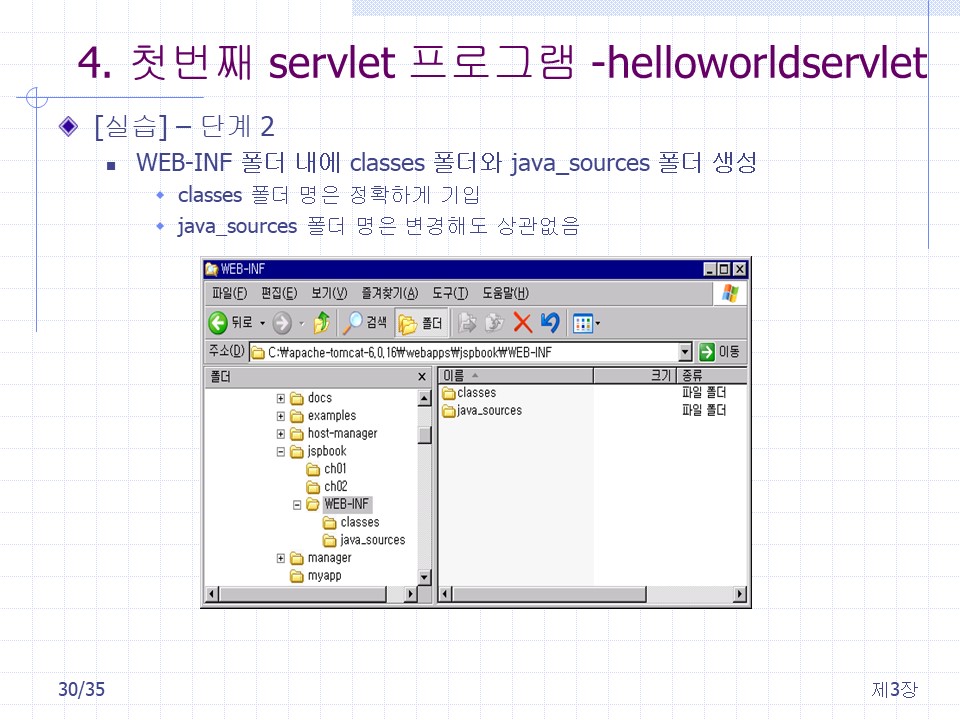 4. 첫번째 servlet 프로그램 -helloworldservlet
[실습] – 단계 2
WEB-INF 폴더 내에 classes 폴더와 java_sources 폴더 생성
classes 폴더 명은 정확하게 기입
java_sources 폴더 명은 변경해도 상관없음
WEB-INF
파일(F) 편집(E) 보기(V) 즐겨찾기(A) 도구(T) 도움말(H)
뒤로 검색 폴더
주소(D) C:₩apache-tomcat-6.0.16₩webapps₩jspbook₩WEB-INF 이동
폴더
이름 크기 종류
classes 파일 폴더
java_sources 파일 폴더
docs
examples
host-manager
jspbook
ch01
ch02
WEB-INF
classes
java_sources
manager
myapp
30/35
제3장